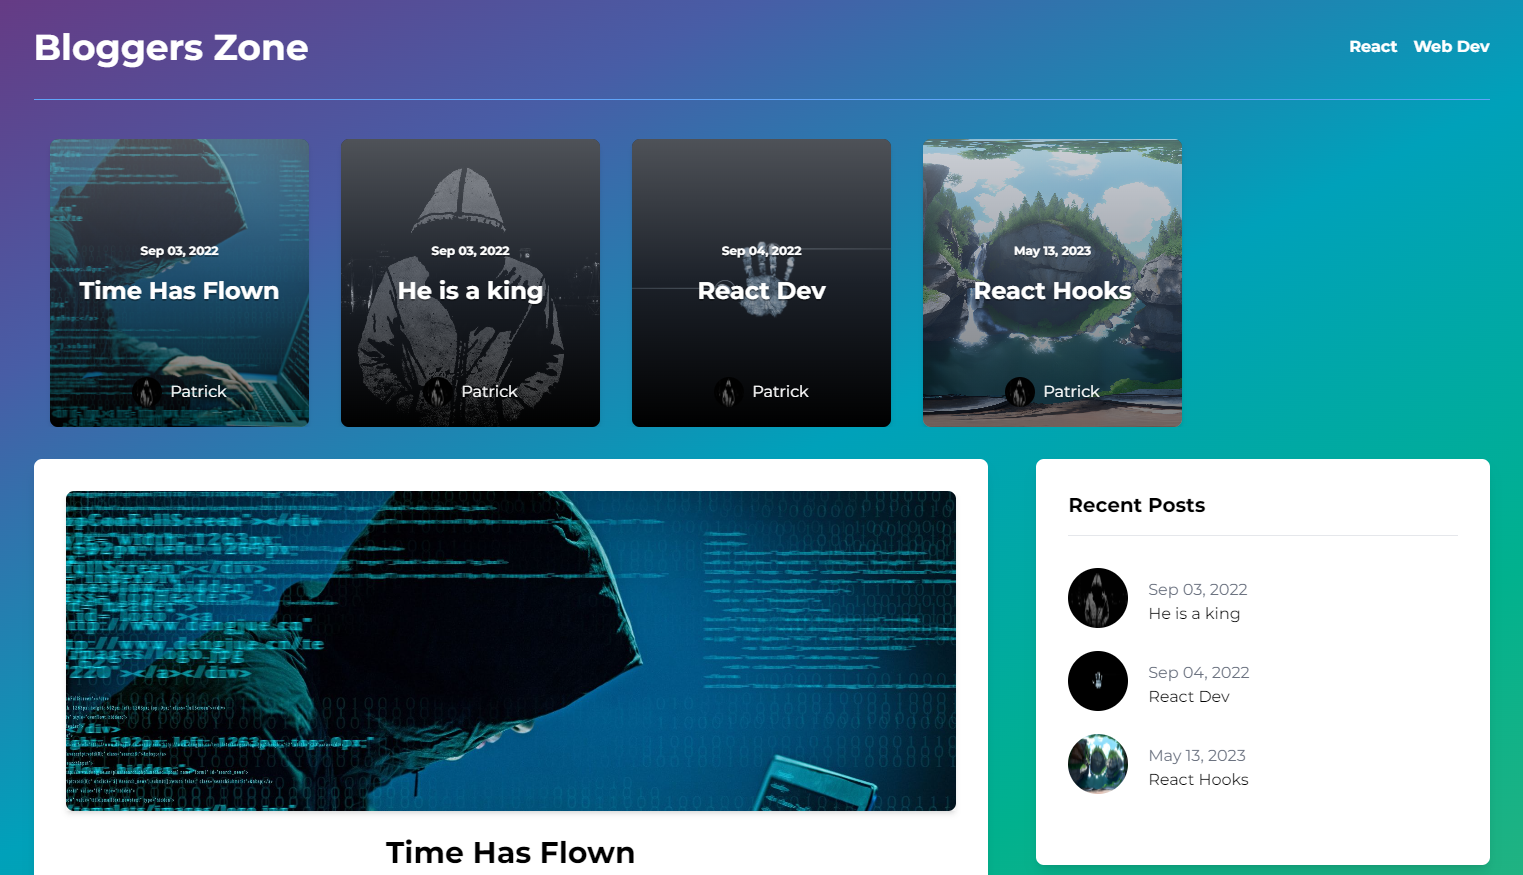 Bloggers Zone
React Web Dev
Sep 03, 2022
Time Has Flown
Patrick
Sep 03, 2022
He is a king
Patrick
Sep 04, 2022
React Dev
Patrick
May 13, 2023
React Hooks
Patrick
Time Has Flown
Recent Posts
Sep 03, 2022
He is a king
Sep 04, 2022
React Dev
May 13, 2023
React Hooks